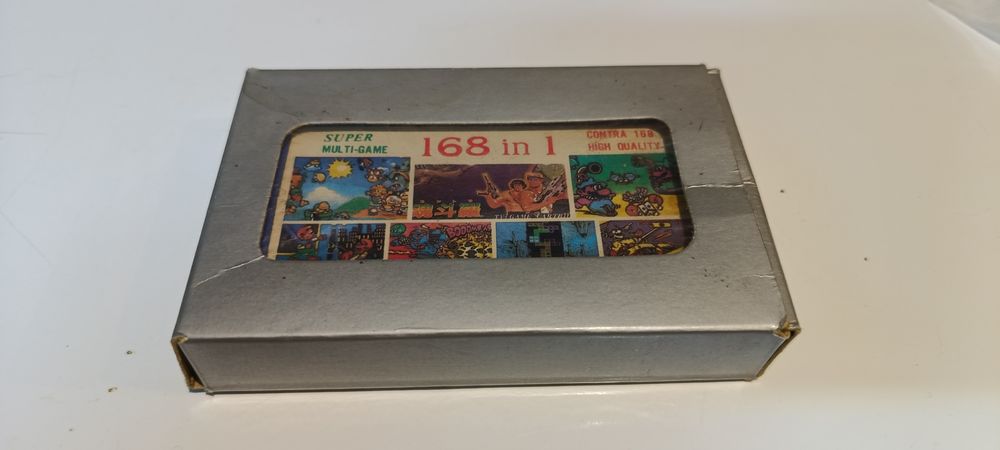 SUPER
MULTI-GAME
168 in 1
CONTRA 168
HIGH QUALITY